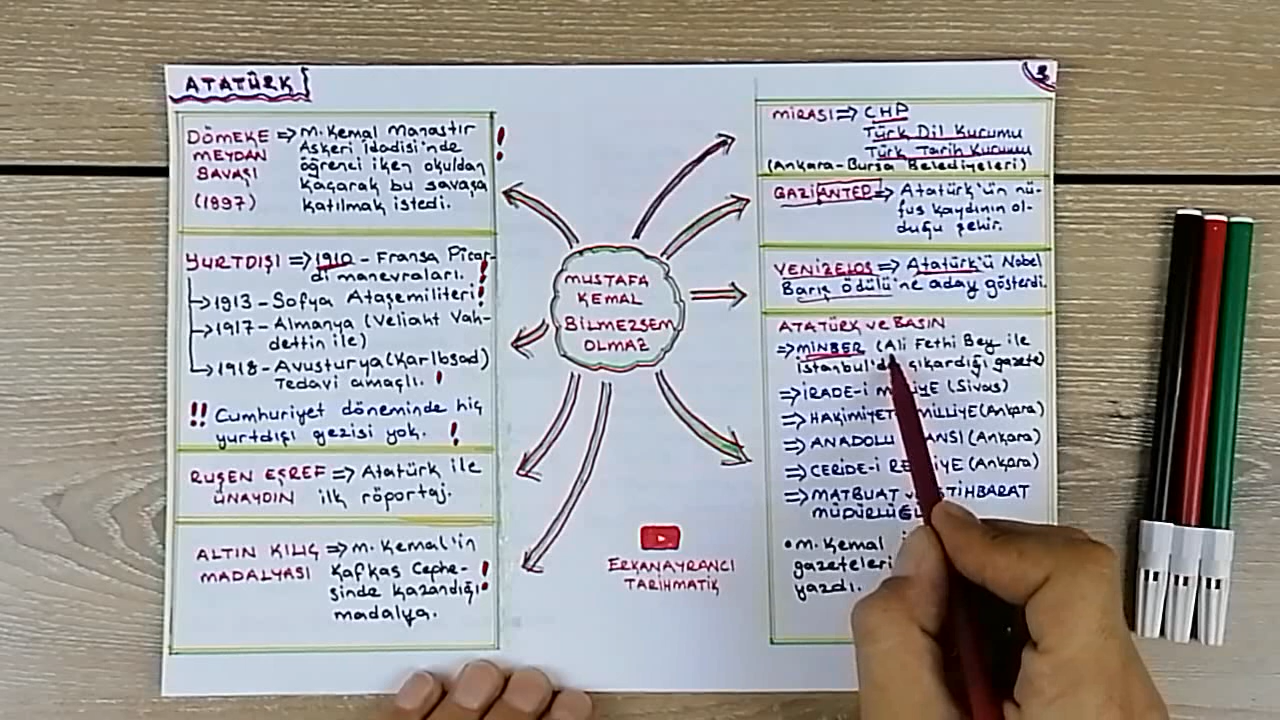 ATATÜRK
3
DÖMEKE ⇒ M. Kemal Manastır
MEYDAN Askeri İdadisi'nde
SAVAŞI öğrenci iken okuldan
kaçarak bu savaşa
(1897) katılmak istedi.
!
YURTDIŞI ⇒ 1910 - Fransa Picar-
di manevraları. !
→ 1913 - Sofya Ataşemiliteri !
→ 1917 - Almanya (Veliaht Vah-
dettin ile)
→ 1918 - Avusturya (Karlbsad)
Tedavi amaçlı. !
!! Cumhuriyet döneminde hiç
yurtdışı gezisi yok. !
RUŞEN EŞREF ⇒ Atatürk ile
ÜNAYDIN ilk röportaj.
ALTIN KILIÇ ⇒ M. Kemal'in
MADALYASI Kafkas Cephe-
sinde kazandığı !
madalya.
MUSTAFA
KEMAL
BİLMEZSEM
OLMAZ
ERKANAYRANCI
TARİHMATİK
MİRASI ⇒ CHP
Türk Dil Kurumu
Türk Tarih Kurumu
(Ankara-Bursa Belediyeleri)
GAZİANTEP ⇒ Atatürk'ün nü-
fus kaydının ol-
duğu şehir.
VENİZELOS ⇒ Atatürk'ü Nobel
Barış Ödülü'ne aday gösterdi.
ATATÜRK ve BASIN
⇒ MİNBER (Ali Fethi Bey ile
İstanbul'da çıkardığı gazete)
⇒ İRADE-İ (Sivas)
⇒ HAKİMİYET MİLLİYE (Ankara)
⇒ ANADOLU (Ankara)
⇒ CERİDE-İ (Ankara)
⇒ MATBUAT İSTİHBARAT
• M. Kemal
yazdı.